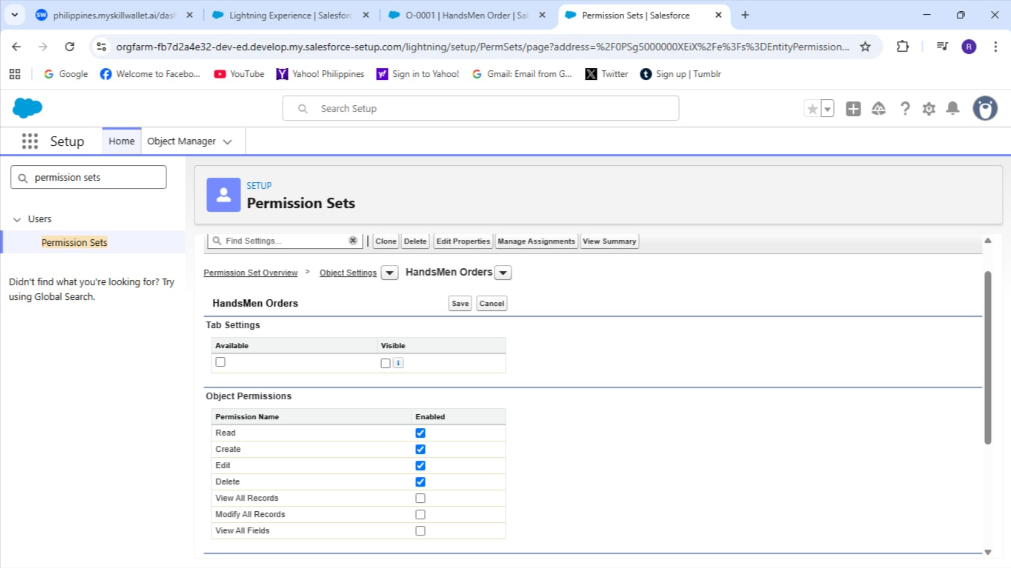 philippines.myskillwallet.ai/dash
Lightning Experience | Salesforc
O-0001 | HandsMen Order | Sal
Permission Sets | Salesforce
orgfarm-fb7d2a4e32-dev-ed.develop.my.salesforce-setup.com/lightning/setup/PermSets/page?address=%2F0PSg5000000XEiX%2Fe%3Fs%3DEntityPermission...
Google
Welcome to Facebo...
YouTube
Yahoo! Philippines
Sign in to Yahoo!
Gmail: Email from G...
Twitter
Sign up | Tumblr
Search Setup
Setup
Home
Object Manager
permission sets
Users
Permission Sets
Didn't find what you're looking for? Try
using Global Search.
SETUP
Permission Sets
Find Settings...
Clone
Delete
Edit Properties
Manage Assignments
View Summary
Permission Set Overview > Object Settings HandsMen Orders
HandsMen Orders
Save
Cancel
Tab Settings
Available Visible
Object Permissions
Permission Name Enabled
Read
Create
Edit
Delete
View All Records
Modify All Records
View All Fields